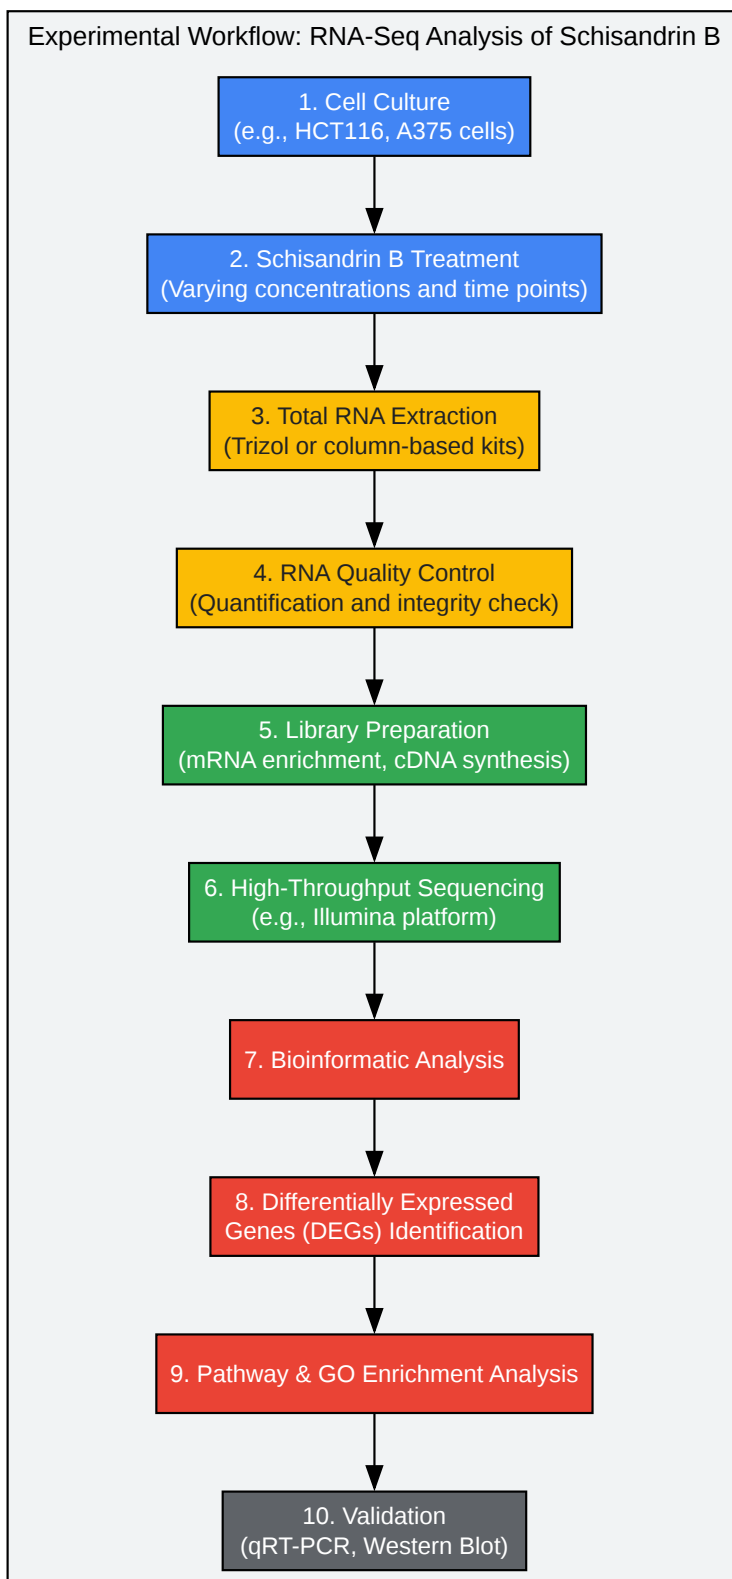 Experimental Workflow: RNA-Seq Analysis of Schisandrin B
1. Cell Culture
(e.g., HCT116, A375 cells)
2. Schisandrin B Treatment
(Varying concentrations and time points)
3. Total RNA Extraction
(Trizol or column-based kits)
4. RNA Quality Control
(Quantification and integrity check)
5. Library Preparation
(mRNA enrichment, cDNA synthesis)
6. High-Throughput Sequencing
(e.g., Illumina platform)
7. Bioinformatic Analysis
8. Differentially Expressed
Genes (DEGs) Identification
9. Pathway & GO Enrichment Analysis
10. Validation
(qRT-PCR, Western Blot)